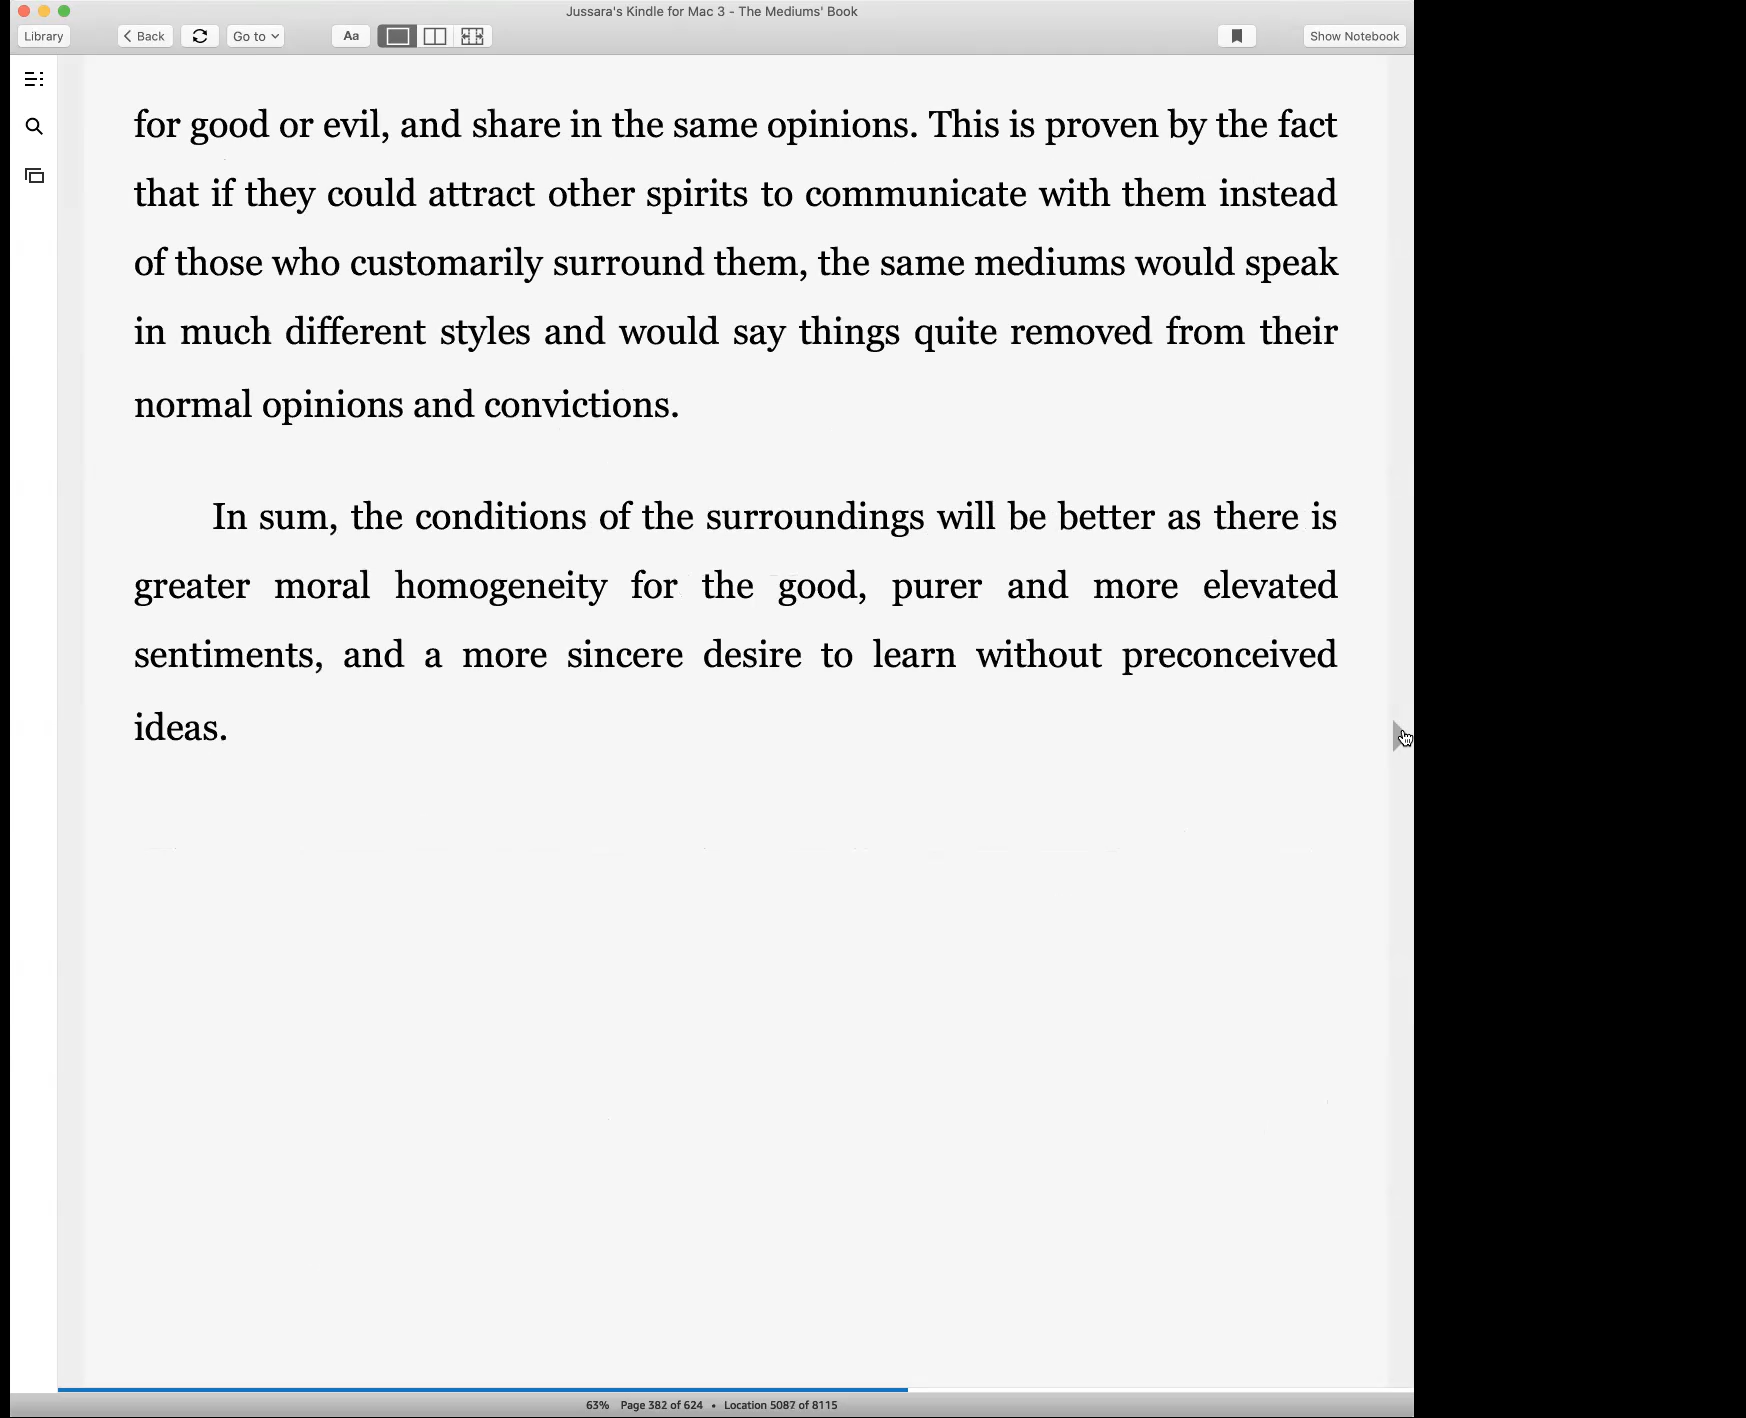 Jussara's Kindle for Mac 3 - The Mediums' Book
Library
Back
Go to
Aa
Show Notebook
for good or evil, and share in the same opinions. This is proven by the fact
that if they could attract other spirits to communicate with them instead
of those who customarily surround them, the same mediums would speak
in much different styles and would say things quite removed from their
normal opinions and convictions.
In sum, the conditions of the surroundings will be better as there is
greater moral homogeneity for the good, purer and more elevated
sentiments, and a more sincere desire to learn without preconceived
ideas.
63% Page 382 of 624 • Location 5087 of 8115